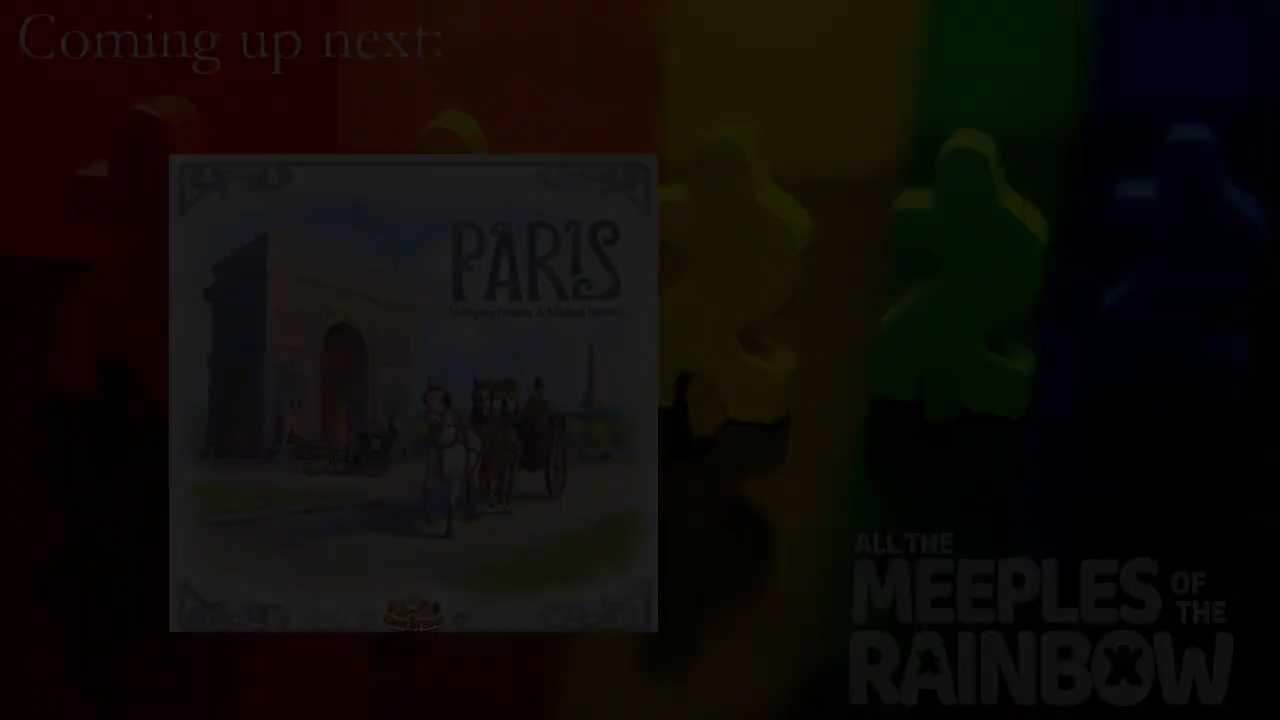 Coming up next:
PARIS
ALL THE
MEEPLES OF
THE
RAINBOW